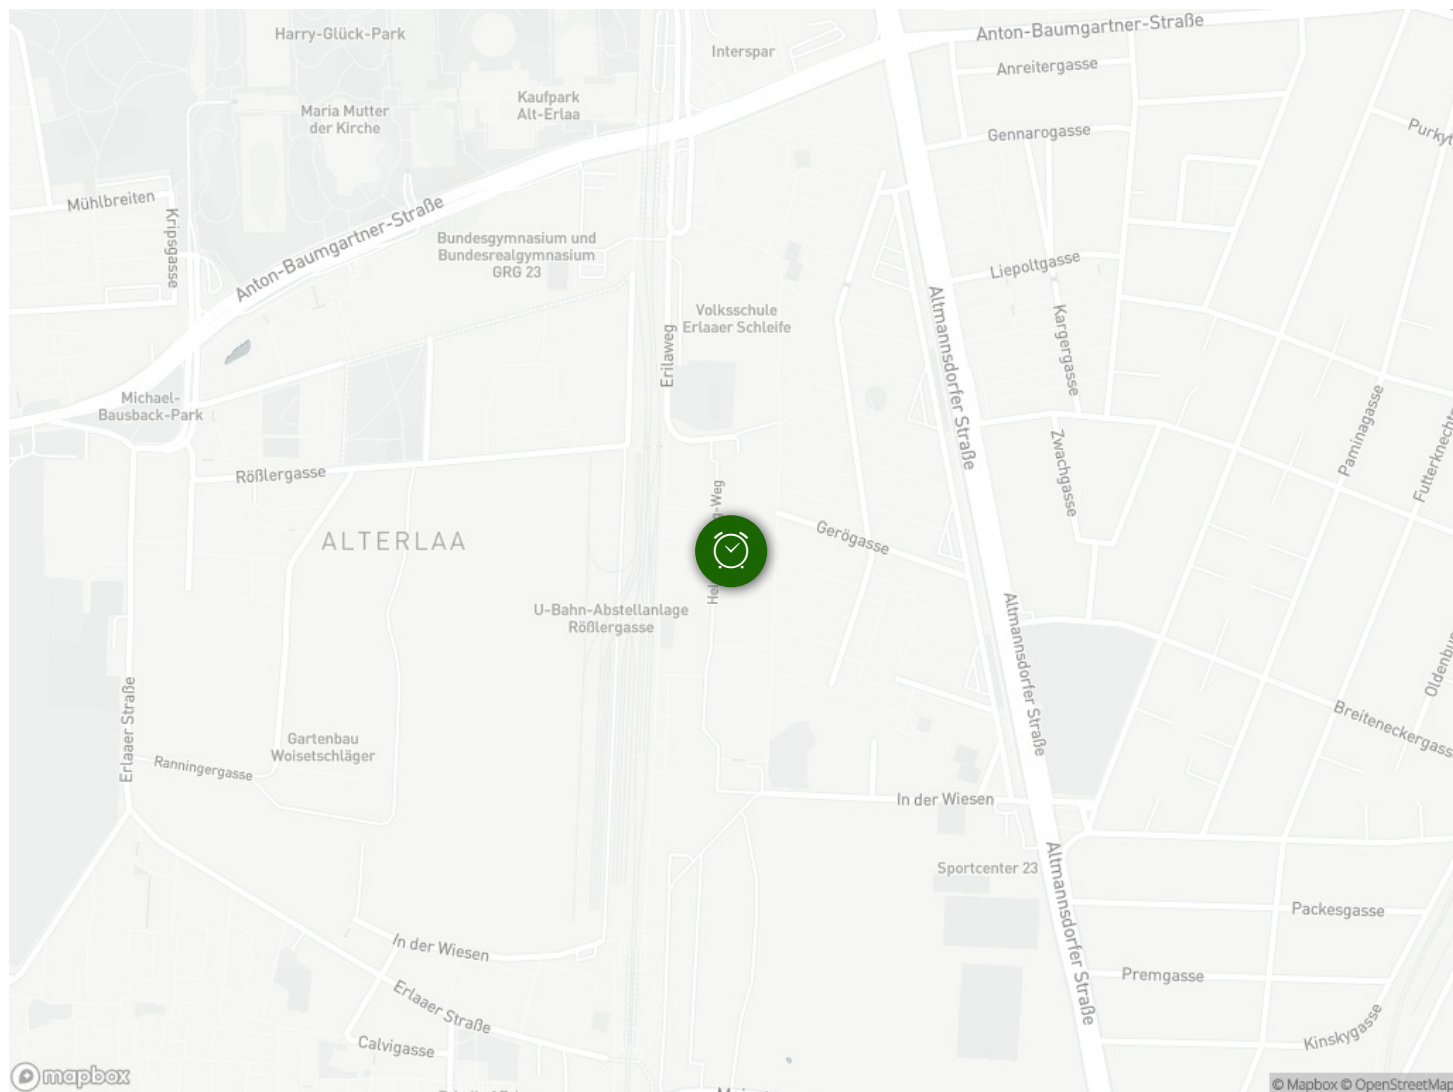 Harry-Glück-Park
Interspar
Anton-Baumgartner-Straße
Anreitergasse
Maria Mutter
der Kirche
Kaufpark
Alt-Erlaa
Gennarogasse
Mühlbreiten
Kripsgasse
Anton-Baumgartner-Straße
Bundesgymnasium und
Bundesrealgymnasium
GRG 23
Liepoltgasse
Volksschule
Erlaaer Schleife
Erilaweg
Altmannsdorfer Straße
Kargergasse
Michael-
Bausback-Park
Paminagasse
Zwachgasse
Rößlergasse
Gerögasse
ALTERLAA
U-Bahn-Abstellanlage
Rößlergasse
Altmannsdorfer Straße
Erlaaer Straße
Gartenbau
Woisetschläger
Ranningergasse
In der Wiesen
Sportcenter 23
Altmannsdorfer Straße
Packesgasse
In der Wiesen
Premgasse
Erlaaer Straße
Calvigasse
Kinskygasse
mapbox
© Mapbox © OpenStreetMap